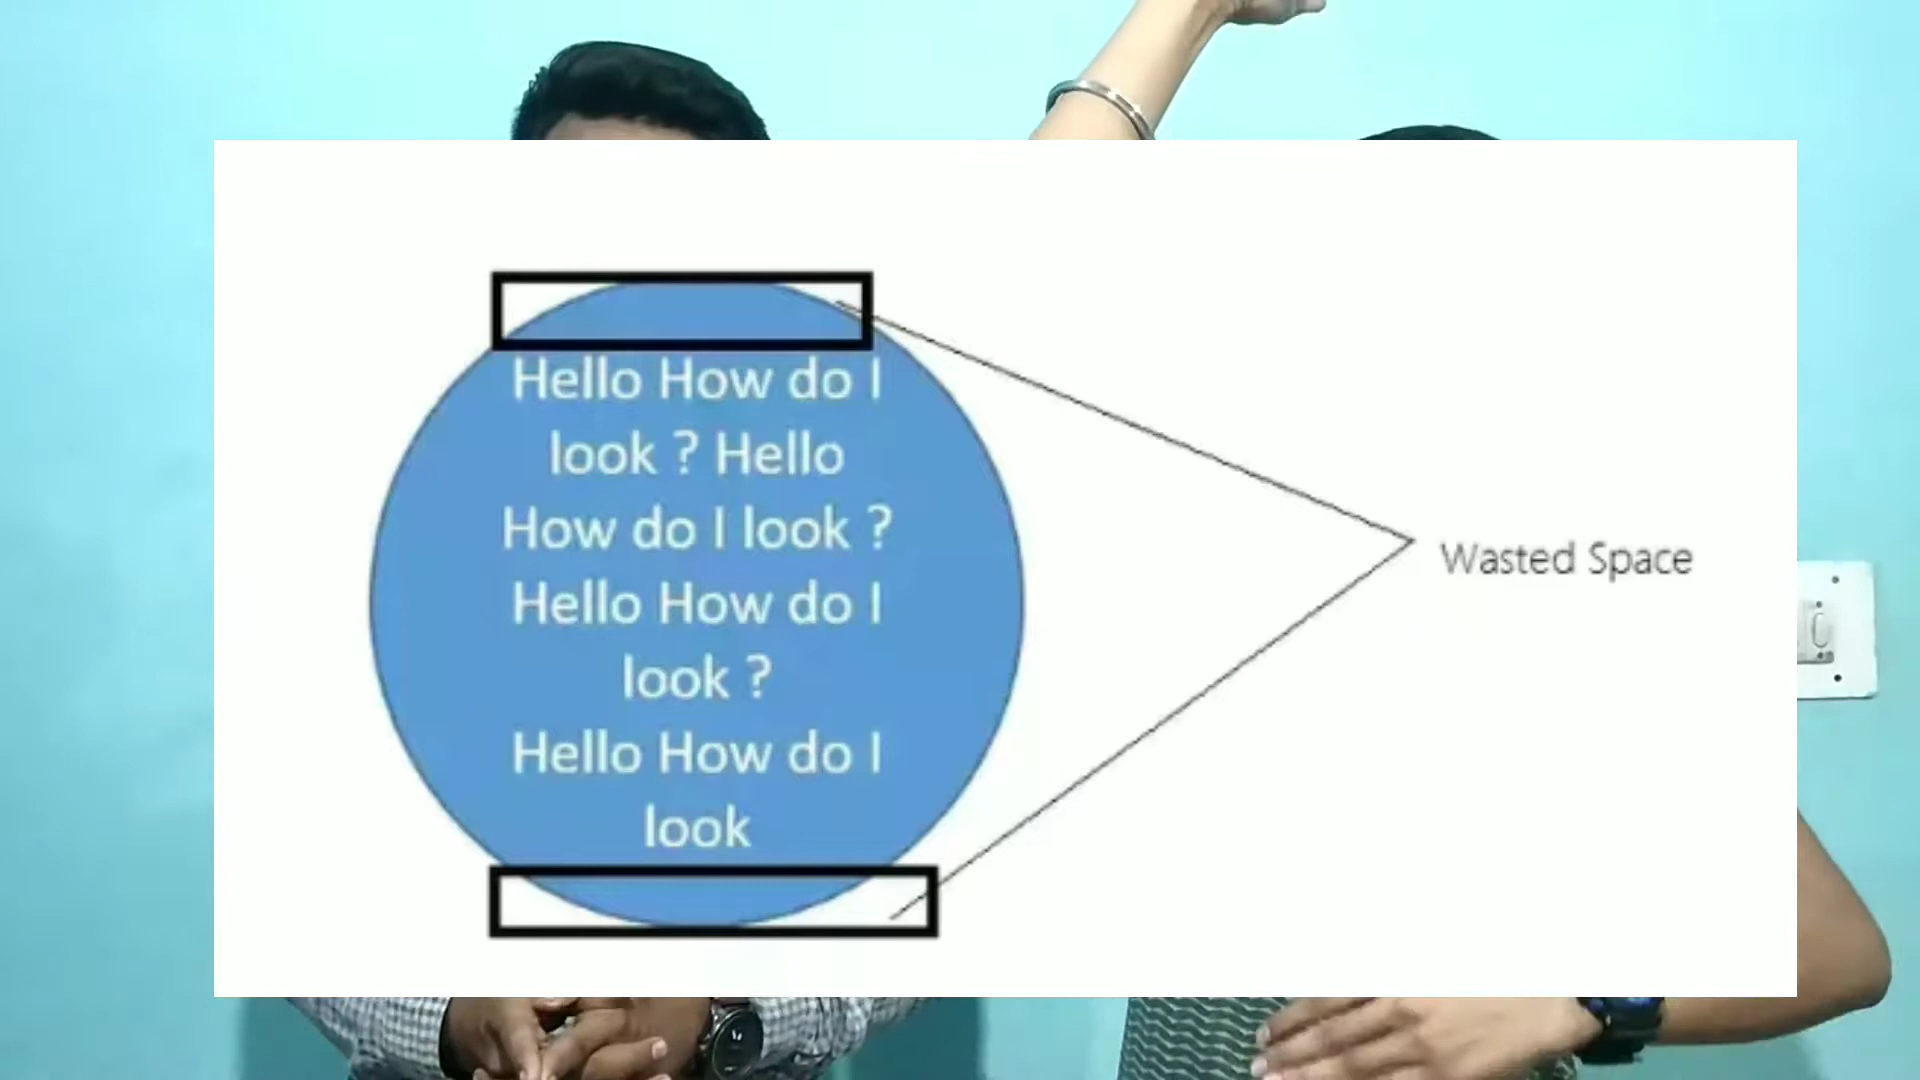 Hello How do I
look ? Hello
How do I look ?
Hello How do I
look ?
Hello How do I
look
Wasted Space